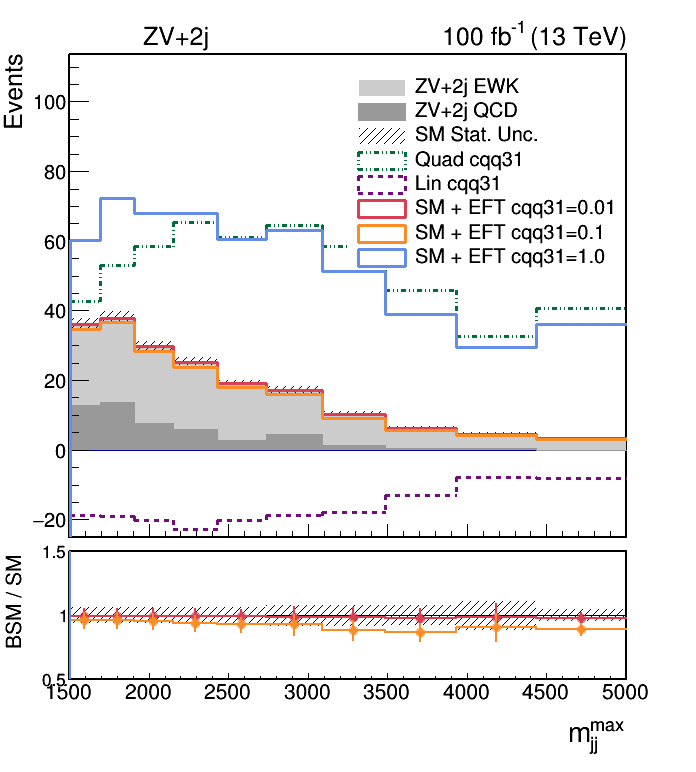 ZV+2j
100 fb-1 (13 TeV)
Events
ZV+2j EWK
ZV+2j QCD
SM Stat. Unc.
Quad cqq31
Lin cqq31
SM + EFT cqq31=0.01
SM + EFT cqq31=0.1
SM + EFT cqq31=1.0
100
80
60
40
20
0
−20
BSM / SM
1.5
1
0.5
1500 2000 2500 3000 3500 4000 4500 5000
m_jj^max